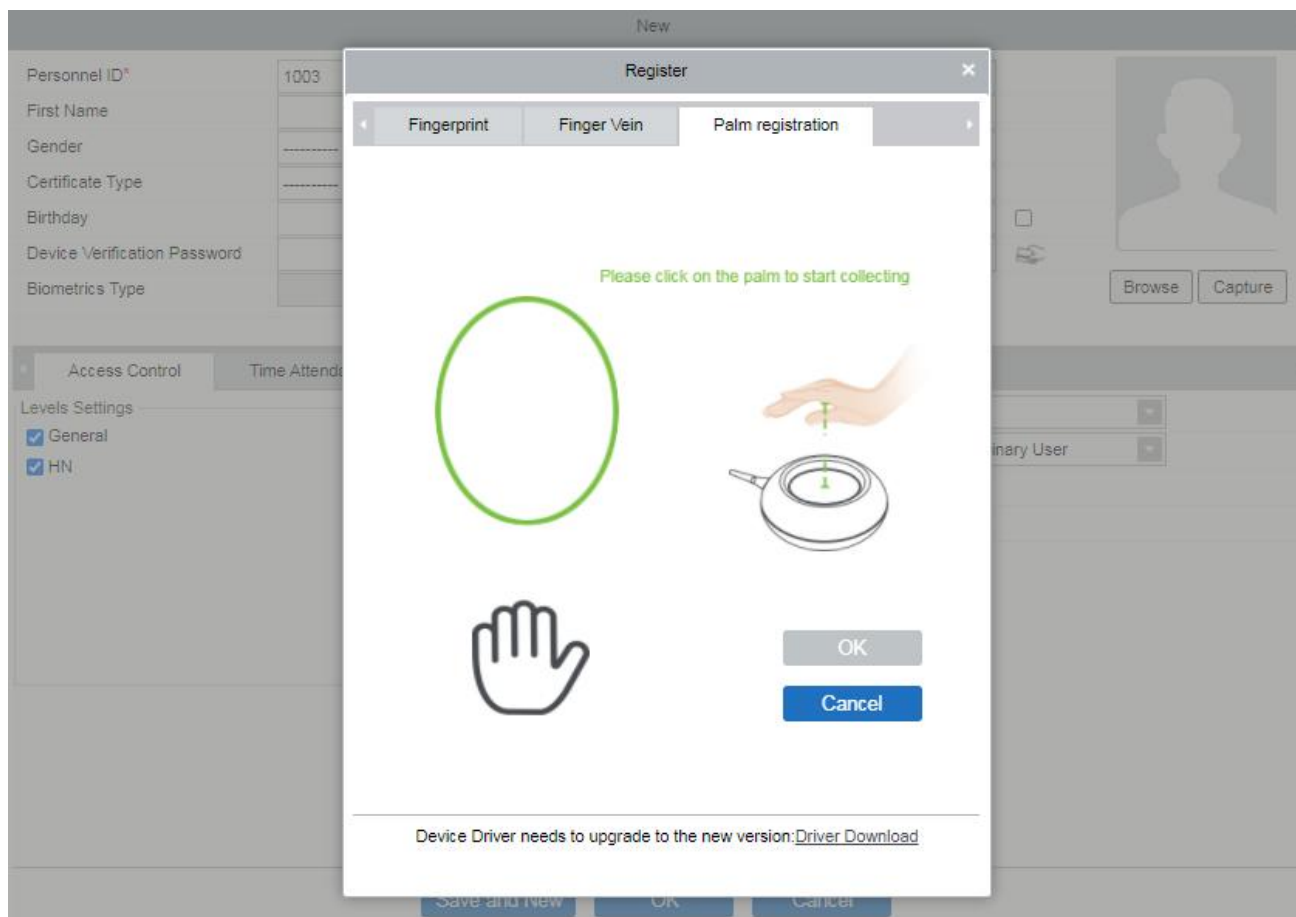 New
Register
Personnel ID*
1003
First Name
Gender
----------
Certificate Type
----------
Birthday
Device Verification Password
Biometrics Type
Browse
Capture
Fingerprint
Finger Vein
Palm registration
Please click on the palm to start collecting
Access Control
Time Attend
Levels Settings
General
HN
inary User
OK
Cancel
Device Driver needs to upgrade to the new version:Driver Download
Save and New
OK
Cancel